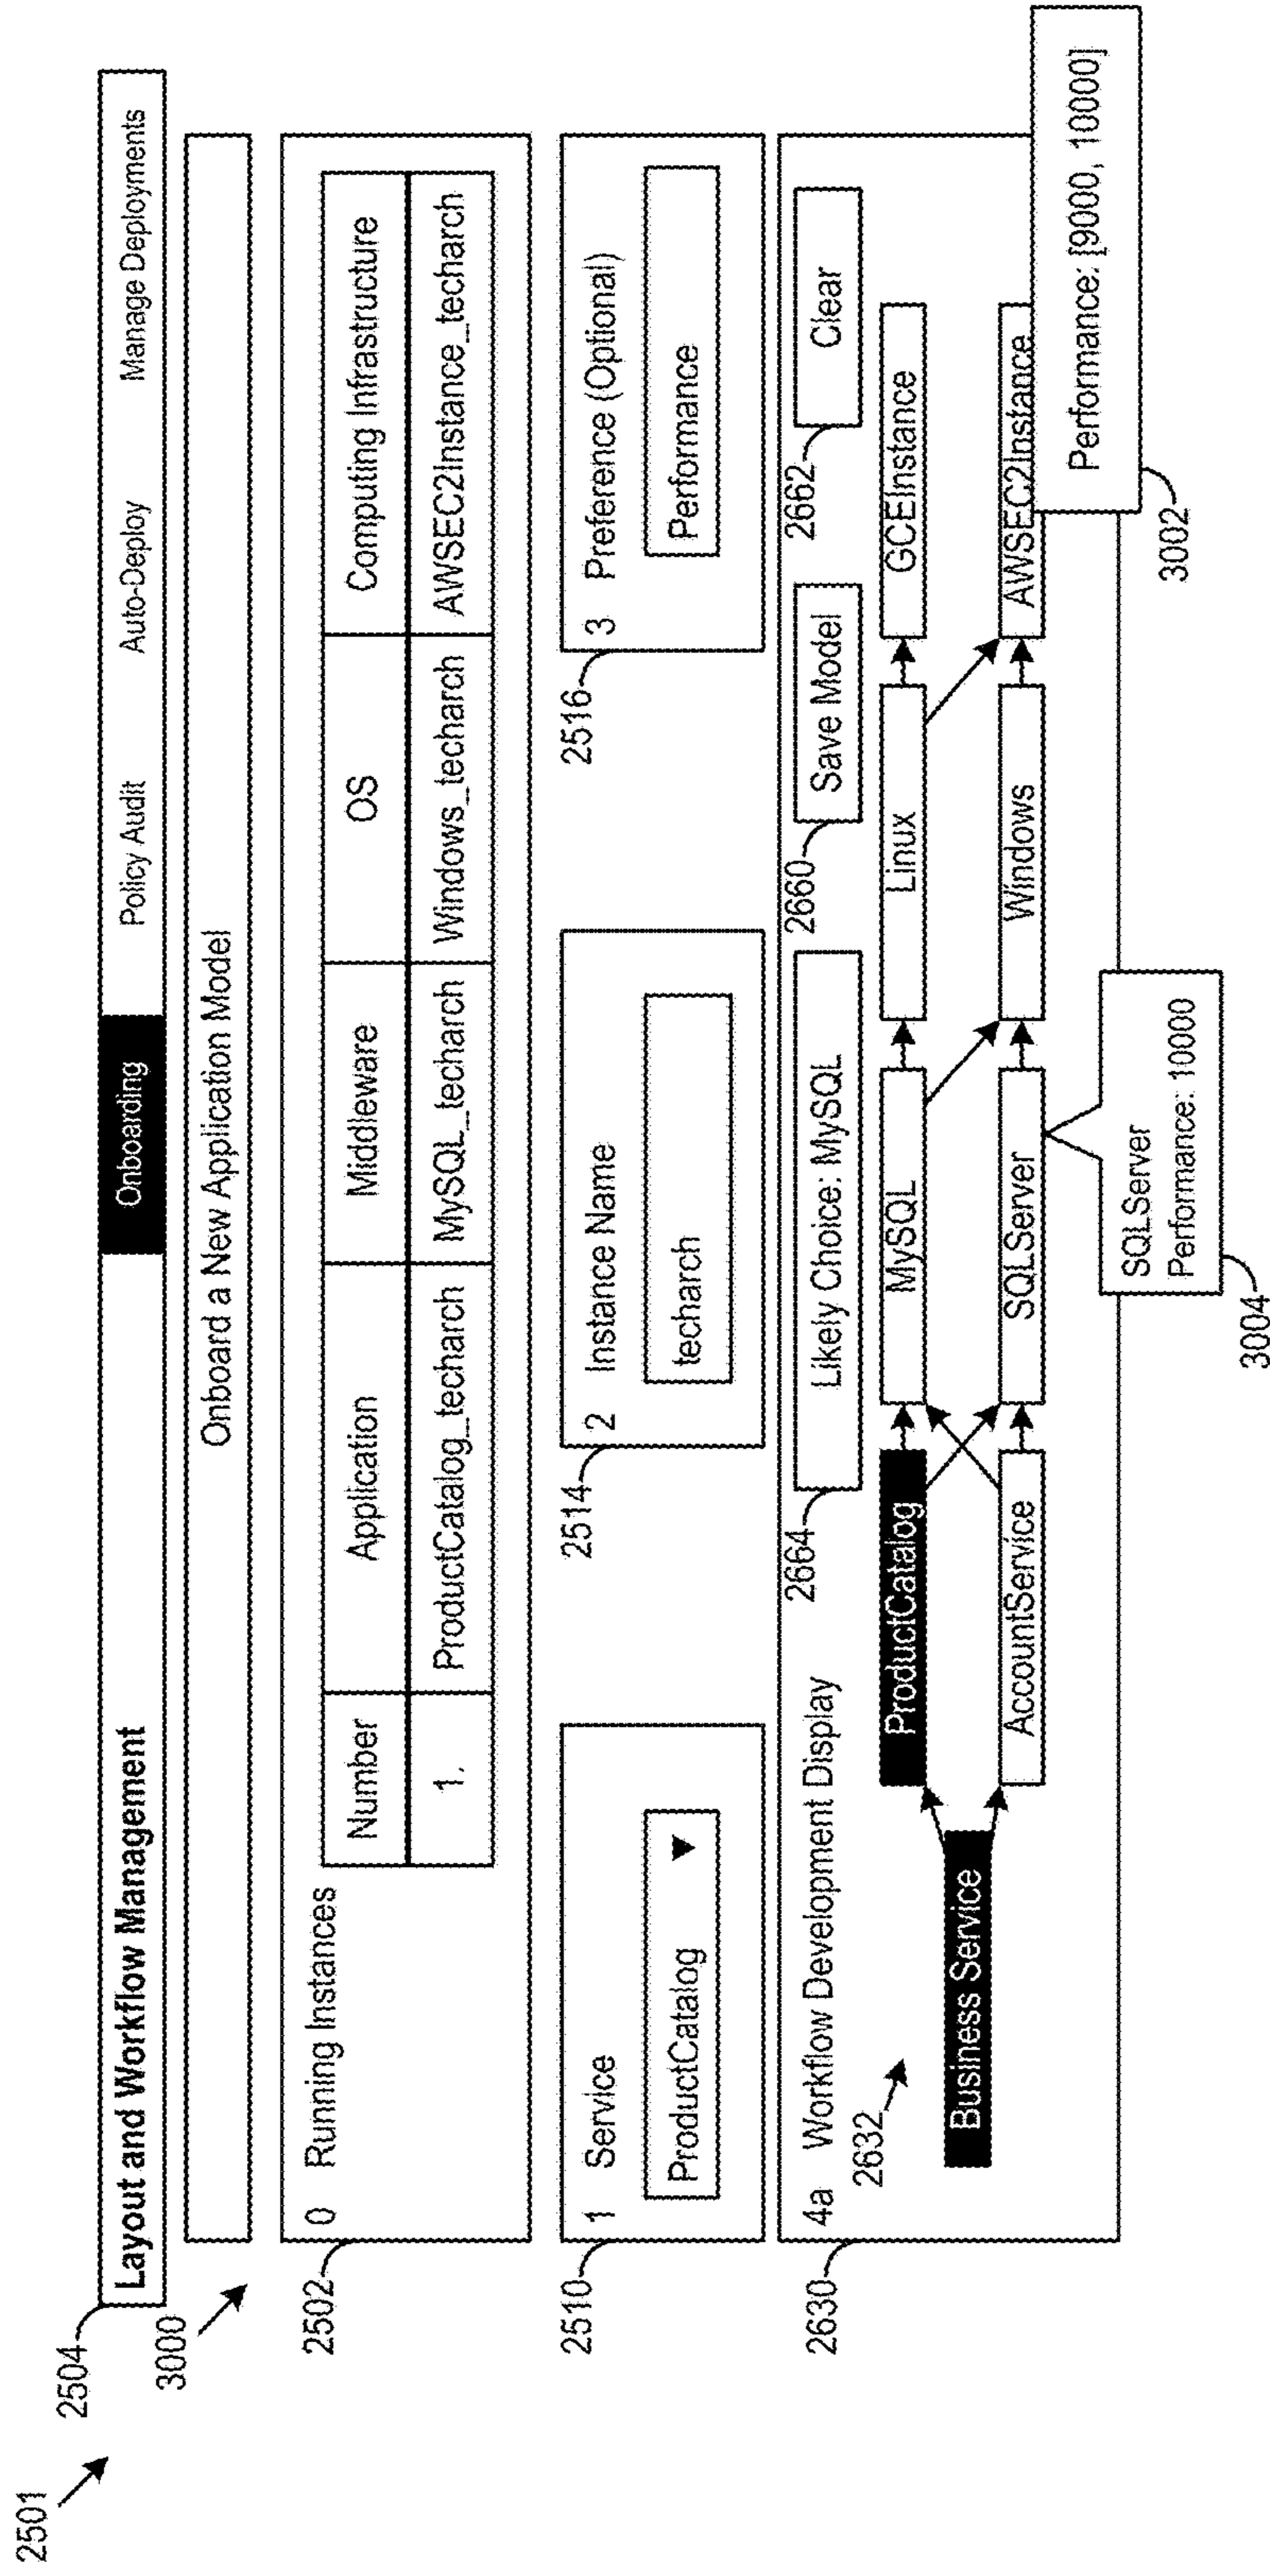 2501
2504
Layout and Workflow Management
Onboarding
Policy Audit
Auto-Deploy
Manage Deployments
3000
Onboard a New Application Model
2502
0 Running Instances
Number Application Middleware OS Computing Infrastructure
1. ProductCatalog_techarch MySQL_techarch Windows_techarch AWSEC2Instance_techarch
2510
1 Service
ProductCatalog
2514
2 Instance Name
techarch
2516
3 Preference (Optional)
Performance
2630
4a Workflow Development Display
2664
Likely Choice: MySQL
2660
Save Model
2662
Clear
2632
Business Service
ProductCatalog
MySQL
Linux
GCEInstance
AccountService
SQLServer
Windows
AWSEC2Instance
Performance: [9000, 10000]
3002
SQLServer
Performance: 10000
3004